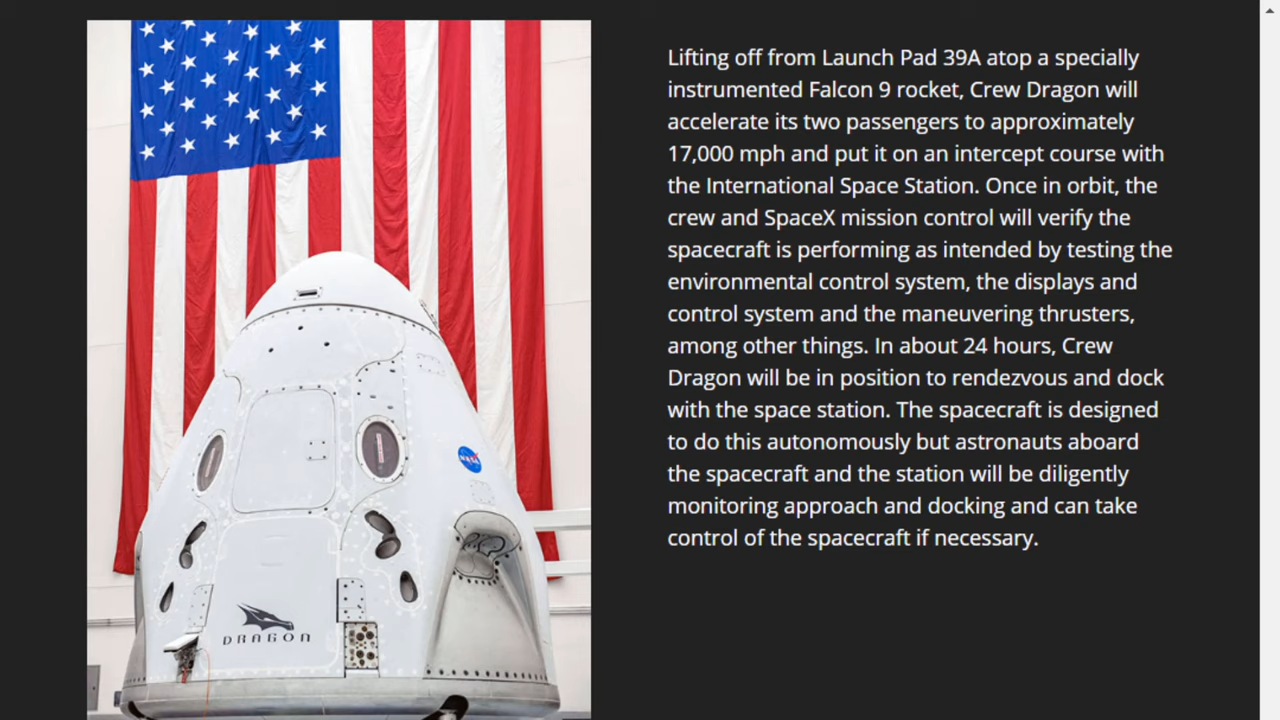 Lifting off from Launch Pad 39A atop a specially
instrumented Falcon 9 rocket, Crew Dragon will
accelerate its two passengers to approximately
17,000 mph and put it on an intercept course with
the International Space Station. Once in orbit, the
crew and SpaceX mission control will verify the
spacecraft is performing as intended by testing the
environmental control system, the displays and
control system and the maneuvering thrusters,
among other things. In about 24 hours, Crew
Dragon will be in position to rendezvous and dock
with the space station. The spacecraft is designed
to do this autonomously but astronauts aboard
the spacecraft and the station will be diligently
monitoring approach and docking and can take
control of the spacecraft if necessary.
NASA
DRAGON